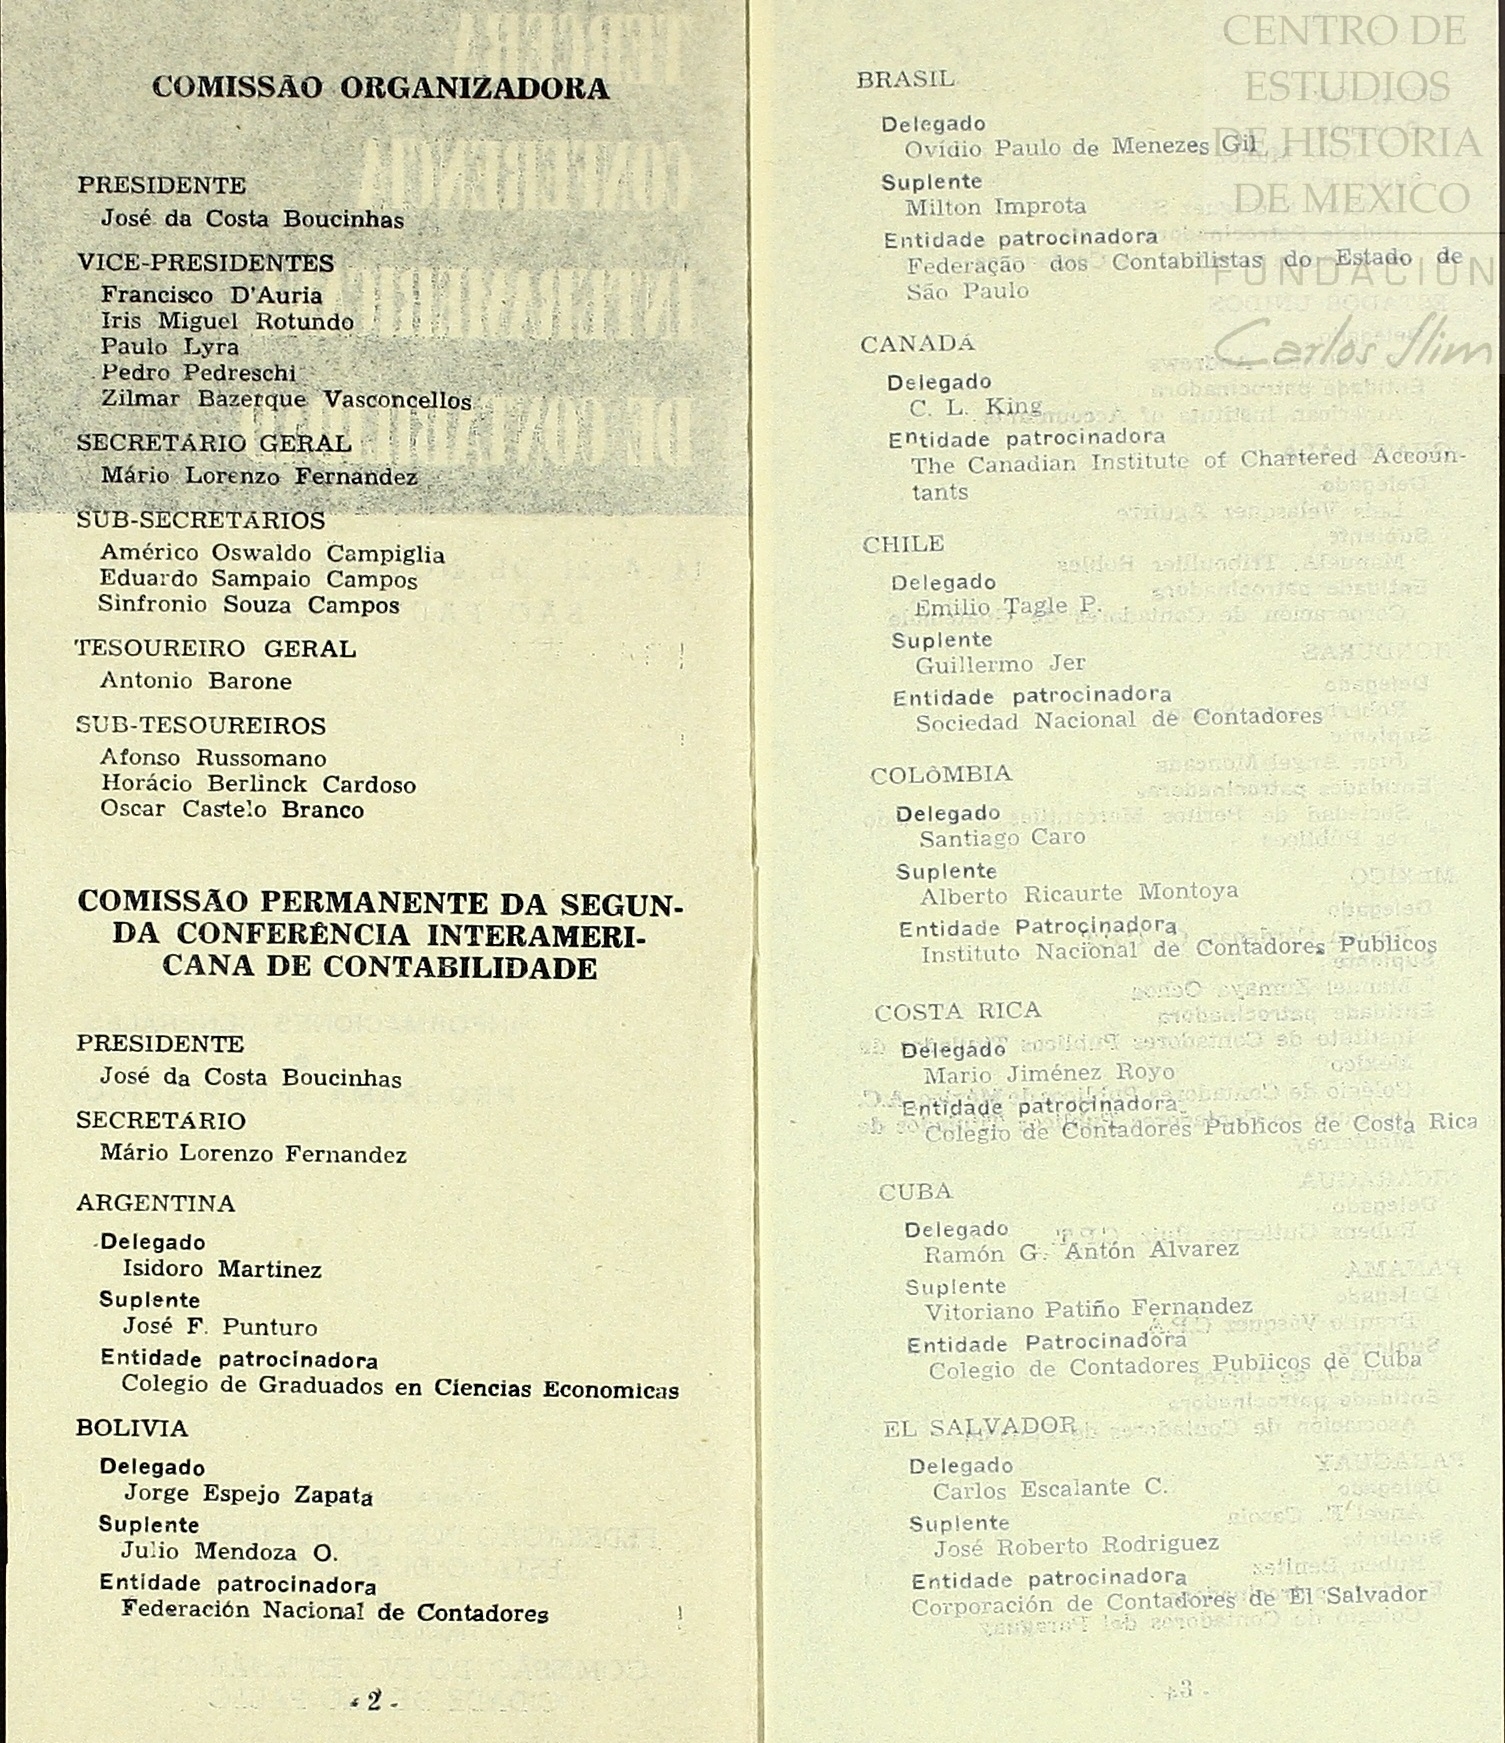 COMISSÃO ORGANIZADORA
PRESIDENTE
José da Costa Boucinhas
VICE-PRESIDENTES
Francisco D'Auria
Iris Miguel Rotundo
Paulo Lyra
Pedro Pedreschi
Zilmar Bazerque Vasconcellos
SECRETÁRIO GERAL
Mário Lorenzo Fernandez
SUB-SECRETÁRIOS
Américo Oswaldo Campiglia
Eduardo Sampaio Campos
Sinfronio Souza Campos
TESOUREIRO GERAL
Antonio Barone
SUB-TESOUREIROS
Afonso Russomano
Horácio Berlinck Cardoso
Oscar Castelo Branco
COMISSÃO PERMANENTE DA SEGUN-
DA CONFERÊNCIA INTERAMERI-
CANA DE CONTABILIDADE
PRESIDENTE
José da Costa Boucinhas
SECRETÁRIO
Mário Lorenzo Fernandez
ARGENTINA
Delegado
Isidoro Martinez
Suplente
José F. Punturo
Entidade patrocinadora
Colegio de Graduados en Ciencias Economicas
BOLIVIA
Delegado
Jorge Espejo Zapata
Suplente
Julio Mendoza O.
Entidade patrocinadora
Federación Nacional de Contadores
- 2 -
BRASIL
Delegado
Ovídio Paulo de Menezes Gil
Suplente
Milton Improta
Entidade patrocinadora
Federação dos Contabilistas do Estado de
São Paulo
CANADÁ
Delegado
C. L. King
Entidade patrocinadora
The Canadian Institute of Chartered Accoun-
tants
CHILE
Delegado
Emilio Tagle P.
Suplente
Guillermo Jer
Entidade patrocinadora
Sociedad Nacional de Contadores
COLÔMBIA
Delegado
Santiago Caro
Suplente
Alberto Ricaurte Montoya
Entidade Patrocinadora
Instituto Nacional de Contadores Publicos
COSTA RICA
Delegado
Mario Jiménez Royo
Entidade patrocinadora
Colegio de Contadores Publicos de Costa Rica
CUBA
Delegado
Ramón G. Antón Alvarez
Suplente
Vitoriano Patiño Fernandez
Entidade Patrocinadora
Colegio de Contadores Publicos de Cuba
EL SALVADOR
Delegado
Carlos Escalante C.
Suplente
José Roberto Rodriguez
Entidade patrocinadora
Corporación de Contadores de El Salvador
CENTRO DE
ESTUDIOS
DE HISTORIA
DE MEXICO
FUNDACIÓN
Carlos Slim